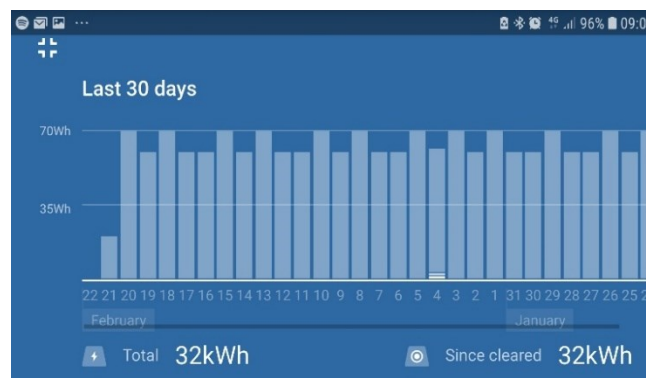 ... 4G 96% 09:0
Last 30 days
70Wh
35Wh
22 21 20 19 18 17 16 15 14 13 12 11 10 9 8 7 6 5 4 3 2 1 31 30 29 28 27 26 25 2
February January
Total 32kWh Since cleared 32kWh